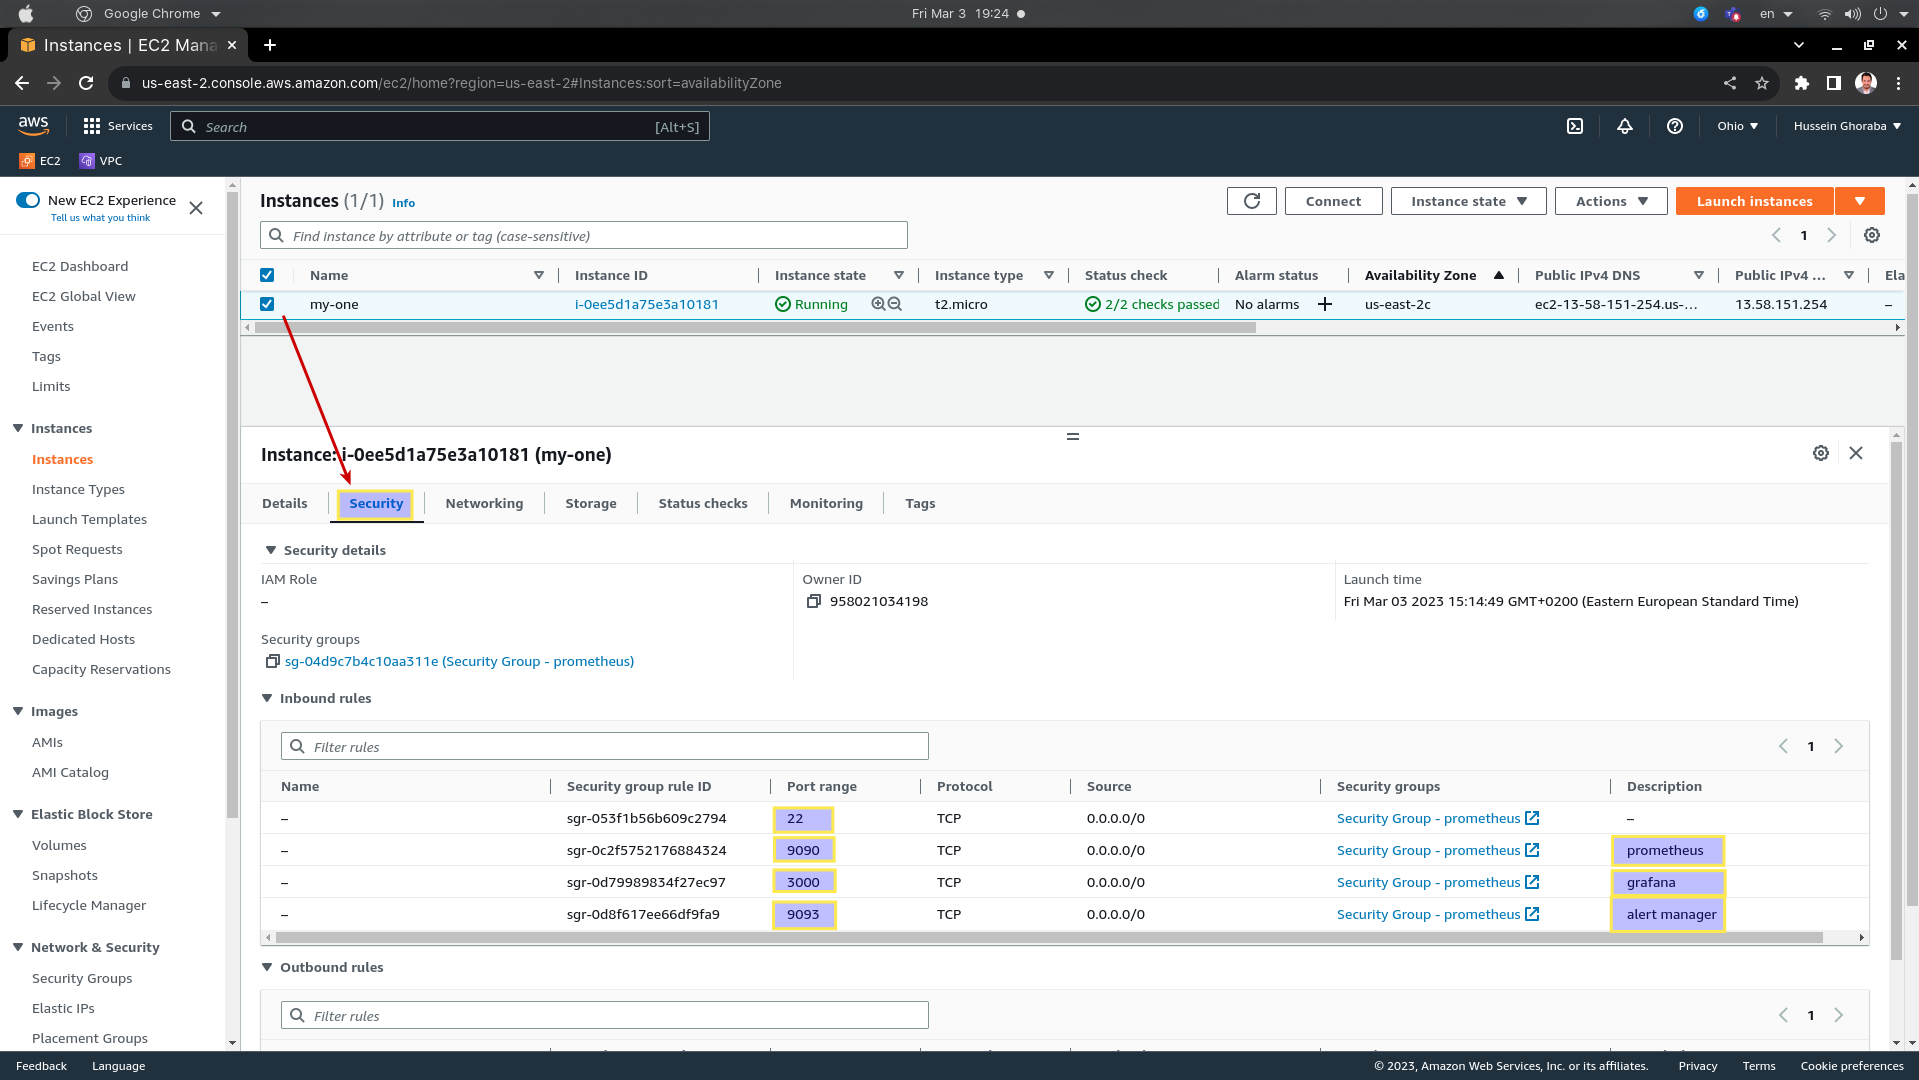 Google Chrome
Fri Mar 3 19:24
en
Instances | EC2 Mana
us-east-2.console.aws.amazon.com/ec2/home?region=us-east-2#Instances:sort=availabilityZone
aws
Services
Search
[Alt+S]
Ohio
Hussein Ghoraba
EC2
VPC
New EC2 Experience
Tell us what you think
EC2 Dashboard
EC2 Global View
Events
Tags
Limits
Instances
Instances
Instance Types
Launch Templates
Spot Requests
Savings Plans
Reserved Instances
Dedicated Hosts
Capacity Reservations
Images
AMIs
AMI Catalog
Elastic Block Store
Volumes
Snapshots
Lifecycle Manager
Network & Security
Security Groups
Elastic IPs
Placement Groups
Instances (1/1) Info
Connect
Instance state
Actions
Launch instances
Find instance by attribute or tag (case-sensitive)
1
Name Instance ID Instance state Instance type Status check Alarm status Availability Zone Public IPv4 DNS Public IPv4 ... Ela
my-one i-0ee5d1a75e3a10181 Running t2.micro 2/2 checks passed No alarms us-east-2c ec2-13-58-151-254.us-... 13.58.151.254 –
Instance: i-0ee5d1a75e3a10181 (my-one)
Details Security Networking Storage Status checks Monitoring Tags
Security details
IAM Role
–
Owner ID
958021034198
Launch time
Fri Mar 03 2023 15:14:49 GMT+0200 (Eastern European Standard Time)
Security groups
sg-04d9c7b4c10aa311e (Security Group - prometheus)
Inbound rules
Filter rules
1
Name Security group rule ID Port range Protocol Source Security groups Description
– sgr-053f1b56b609c2794 22 TCP 0.0.0.0/0 Security Group - prometheus –
– sgr-0c2f5752176884324 9090 TCP 0.0.0.0/0 Security Group - prometheus prometheus
– sgr-0d79989834f27ec97 3000 TCP 0.0.0.0/0 Security Group - prometheus grafana
– sgr-0d8f617ee66df9fa9 9093 TCP 0.0.0.0/0 Security Group - prometheus alert manager
Outbound rules
Filter rules
1
Feedback
Language
© 2023, Amazon Web Services, Inc. or its affiliates.
Privacy
Terms
Cookie preferences